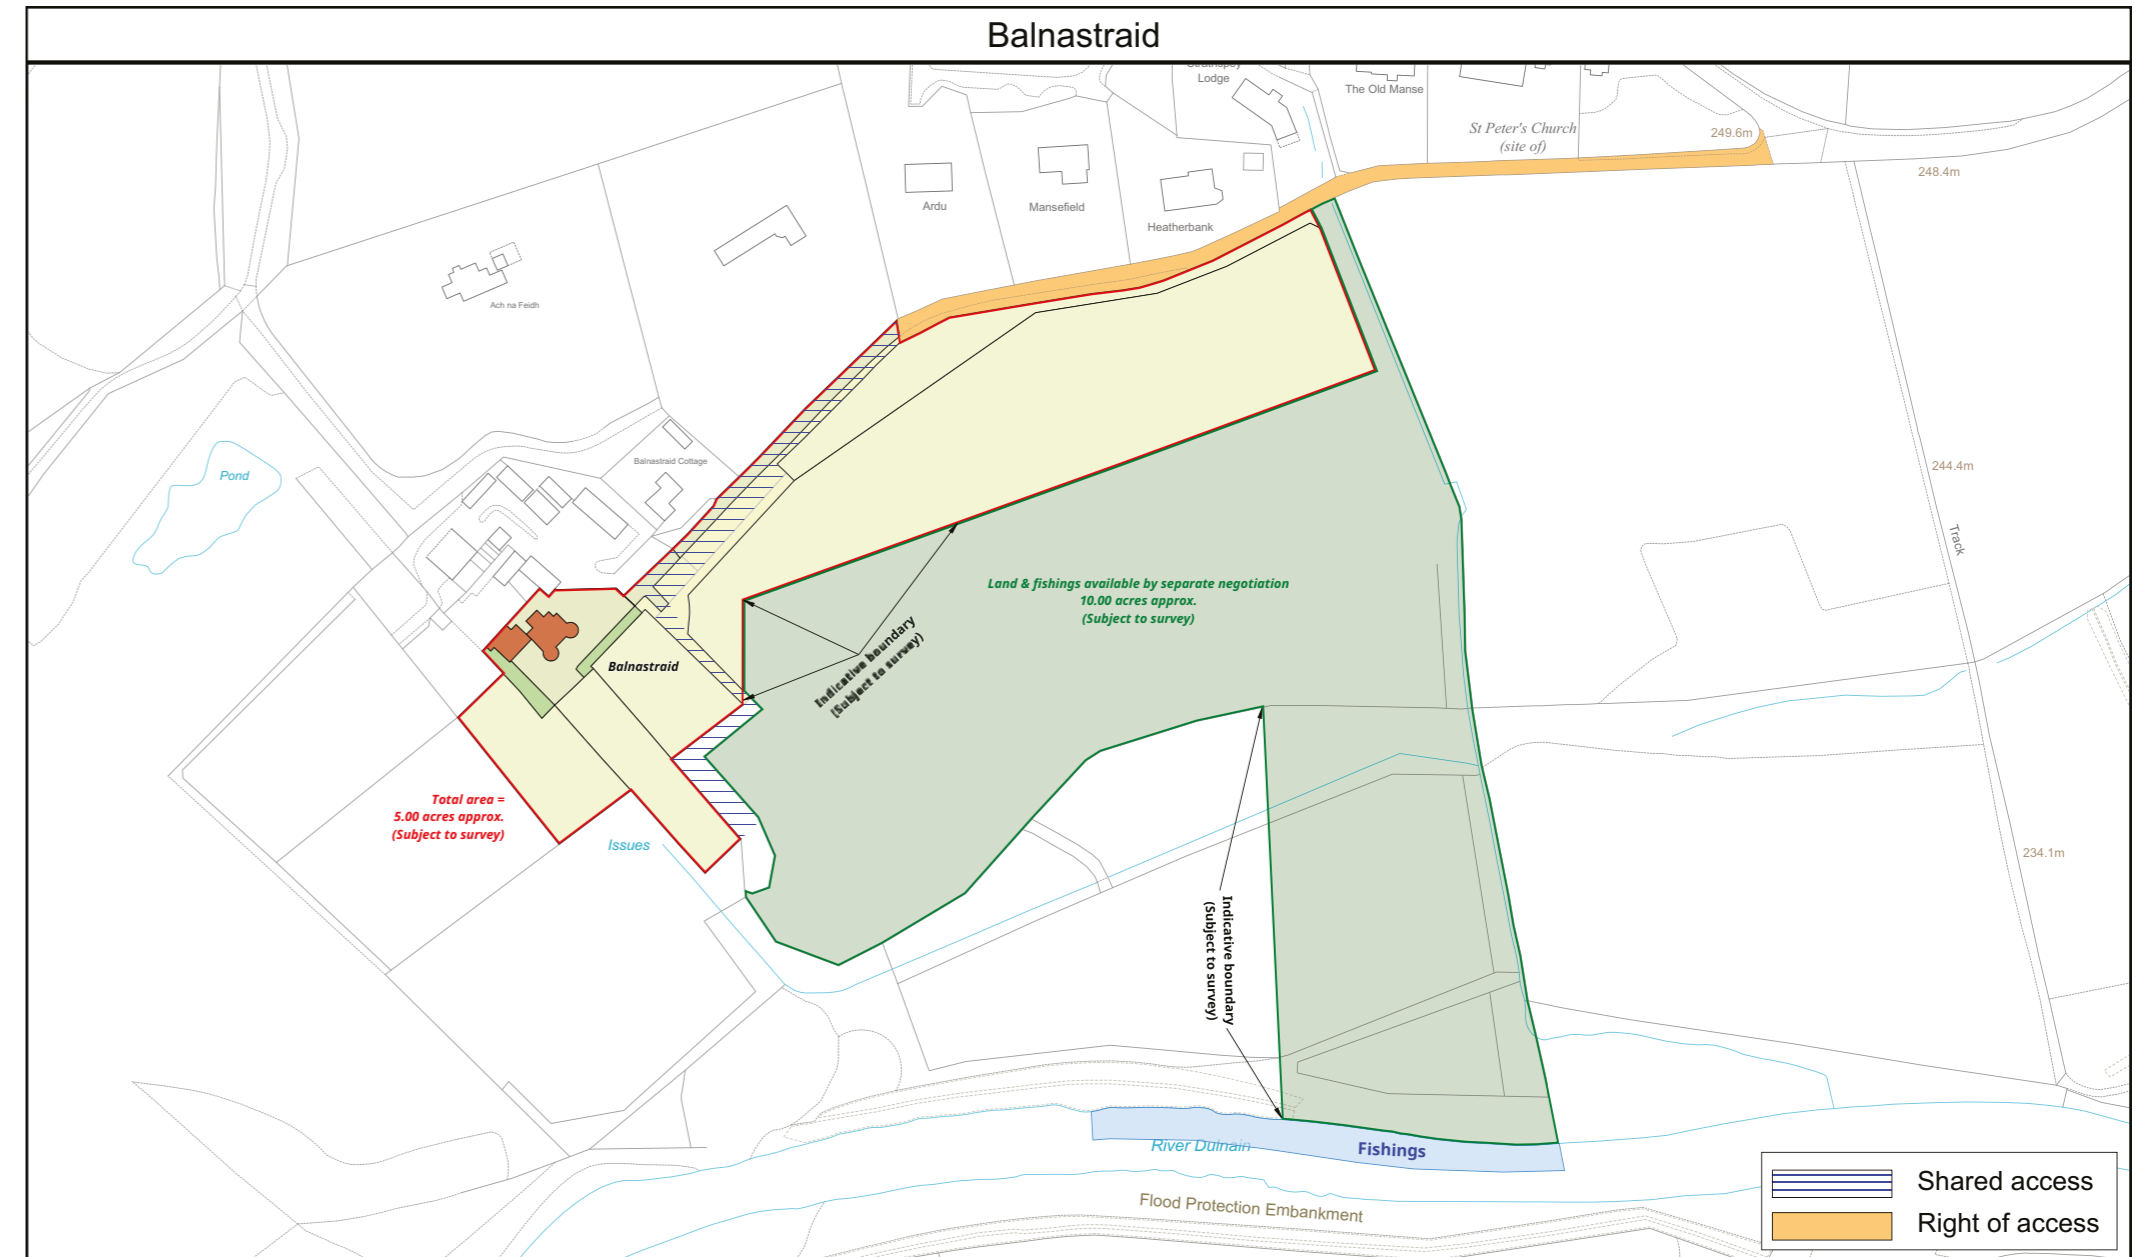 Balnastraid
Strathspey
Lodge
The Old Manse
St Peter's Church
(site of)
249.6m
248.4m
Ardu
Mansefield
Heatherbank
Ach na Feidh
Balnastraid Cottage
Pond
244.4m
Track
Land & fishings available by separate negotiation
10.00 acres approx.
(Subject to survey)
Indicative boundary
(Subject to survey)
Balnastraid
Total area =
5.00 acres approx.
(Subject to survey)
Issues
234.1m
Indicative boundary
(Subject to survey)
River Dulnain
Fishings
Flood Protection Embankment
Shared access
Right of access